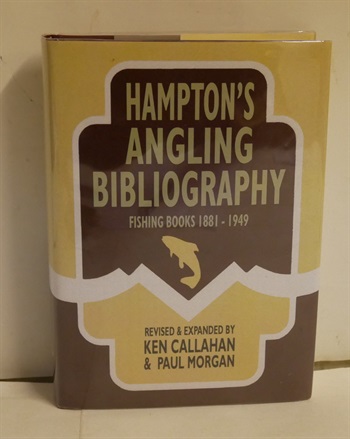 HAMPTON'S
ANGLING
BIBLIOGRAPHY
FISHING BOOKS 1881 - 1949
REVISED & EXPANDED BY
KEN CALLAHAN
& PAUL MORGAN